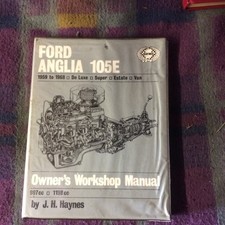 FORD
ANGLIA 105E
1959 to 1968 □ De Luxe □ Super □ Estate □ Van
Owner's Workshop Manual
997cc □ 1198cc
by J. H. Haynes